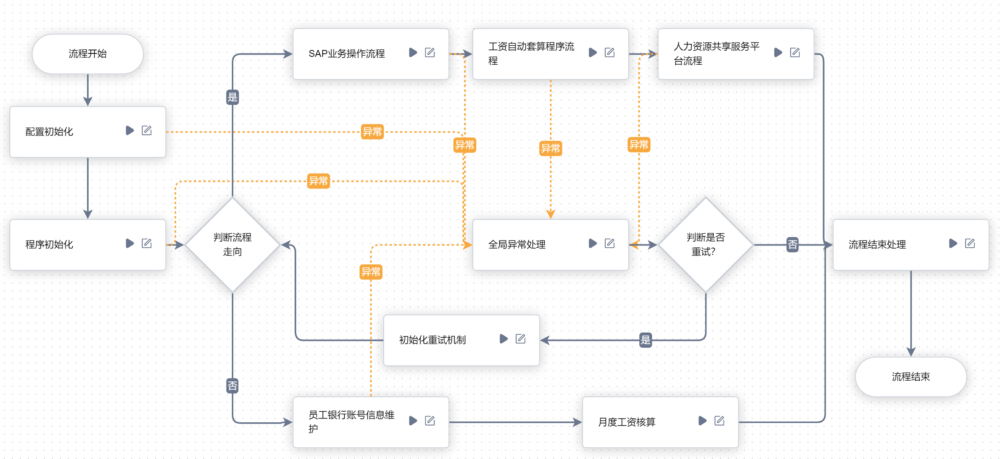 流程开始
SAP业务操作流程
工资自动套算程序流
程
人力资源共享服务平
台流程
是
配置初始化
异常
异常
异常
异常
异常
程序初始化
判断流程
走向
全局异常处理
判断是否
重试?
否
流程结束处理
异常
初始化重试机制
是
否
流程结束
员工银行账号信息维
护
月度工资核算